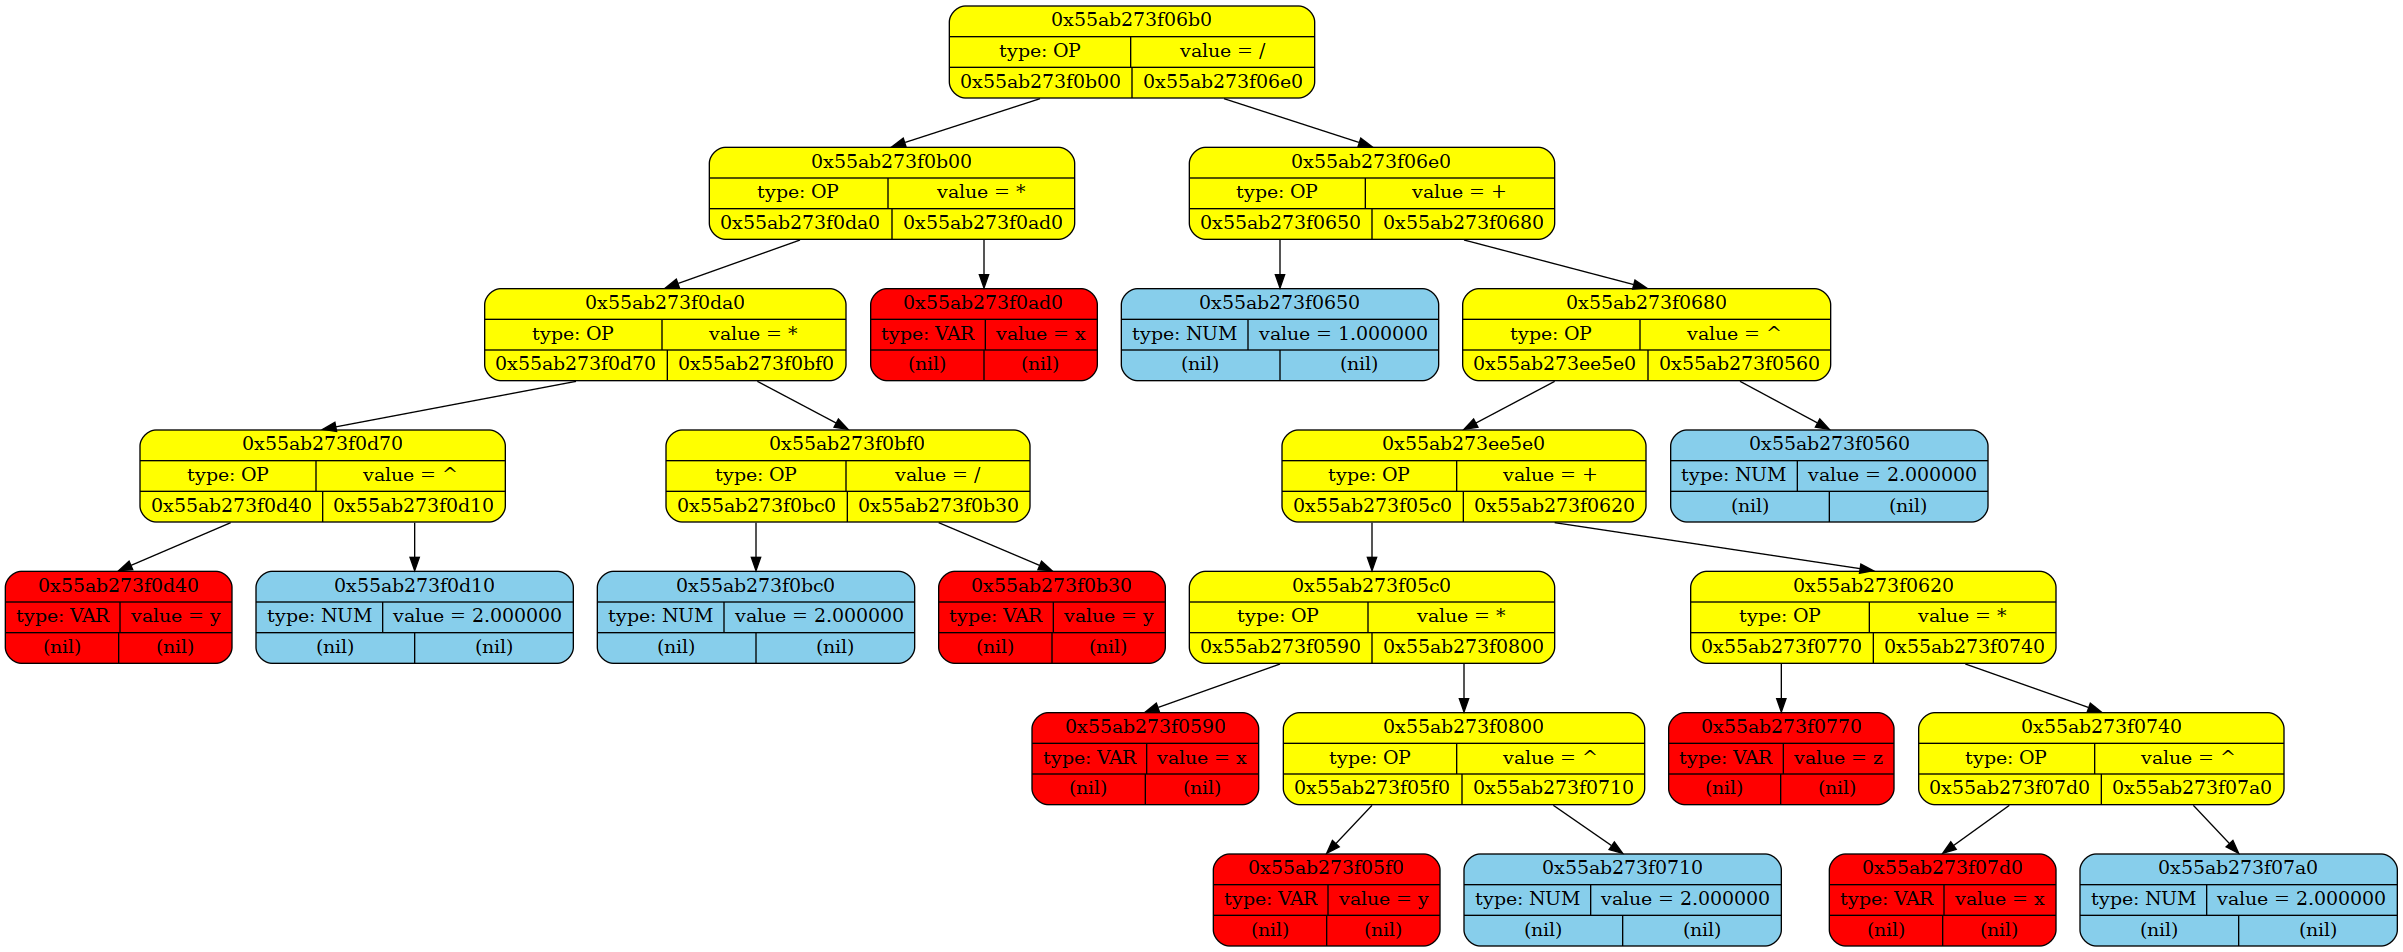 0x55ab273f06b0
type: OP value = /
0x55ab273f0b00 0x55ab273f06e0
0x55ab273f0b00
type: OP value = *
0x55ab273f0da0 0x55ab273f0ad0
0x55ab273f06e0
type: OP value = +
0x55ab273f0650 0x55ab273f0680
0x55ab273f0da0
type: OP value = *
0x55ab273f0d70 0x55ab273f0bf0
0x55ab273f0ad0
type: VAR value = x
(nil) (nil)
0x55ab273f0650
type: NUM value = 1.000000
(nil) (nil)
0x55ab273f0680
type: OP value = ^
0x55ab273ee5e0 0x55ab273f0560
0x55ab273f0d70
type: OP value = ^
0x55ab273f0d40 0x55ab273f0d10
0x55ab273f0bf0
type: OP value = /
0x55ab273f0bc0 0x55ab273f0b30
0x55ab273ee5e0
type: OP value = +
0x55ab273f05c0 0x55ab273f0620
0x55ab273f0560
type: NUM value = 2.000000
(nil) (nil)
0x55ab273f0d40
type: VAR value = y
(nil) (nil)
0x55ab273f0d10
type: NUM value = 2.000000
(nil) (nil)
0x55ab273f0bc0
type: NUM value = 2.000000
(nil) (nil)
0x55ab273f0b30
type: VAR value = y
(nil) (nil)
0x55ab273f05c0
type: OP value = *
0x55ab273f0590 0x55ab273f0800
0x55ab273f0620
type: OP value = *
0x55ab273f0770 0x55ab273f0740
0x55ab273f0590
type: VAR value = x
(nil) (nil)
0x55ab273f0800
type: OP value = ^
0x55ab273f05f0 0x55ab273f0710
0x55ab273f0770
type: VAR value = z
(nil) (nil)
0x55ab273f0740
type: OP value = ^
0x55ab273f07d0 0x55ab273f07a0
0x55ab273f05f0
type: VAR value = y
(nil) (nil)
0x55ab273f0710
type: NUM value = 2.000000
(nil) (nil)
0x55ab273f07d0
type: VAR value = x
(nil) (nil)
0x55ab273f07a0
type: NUM value = 2.000000
(nil) (nil)